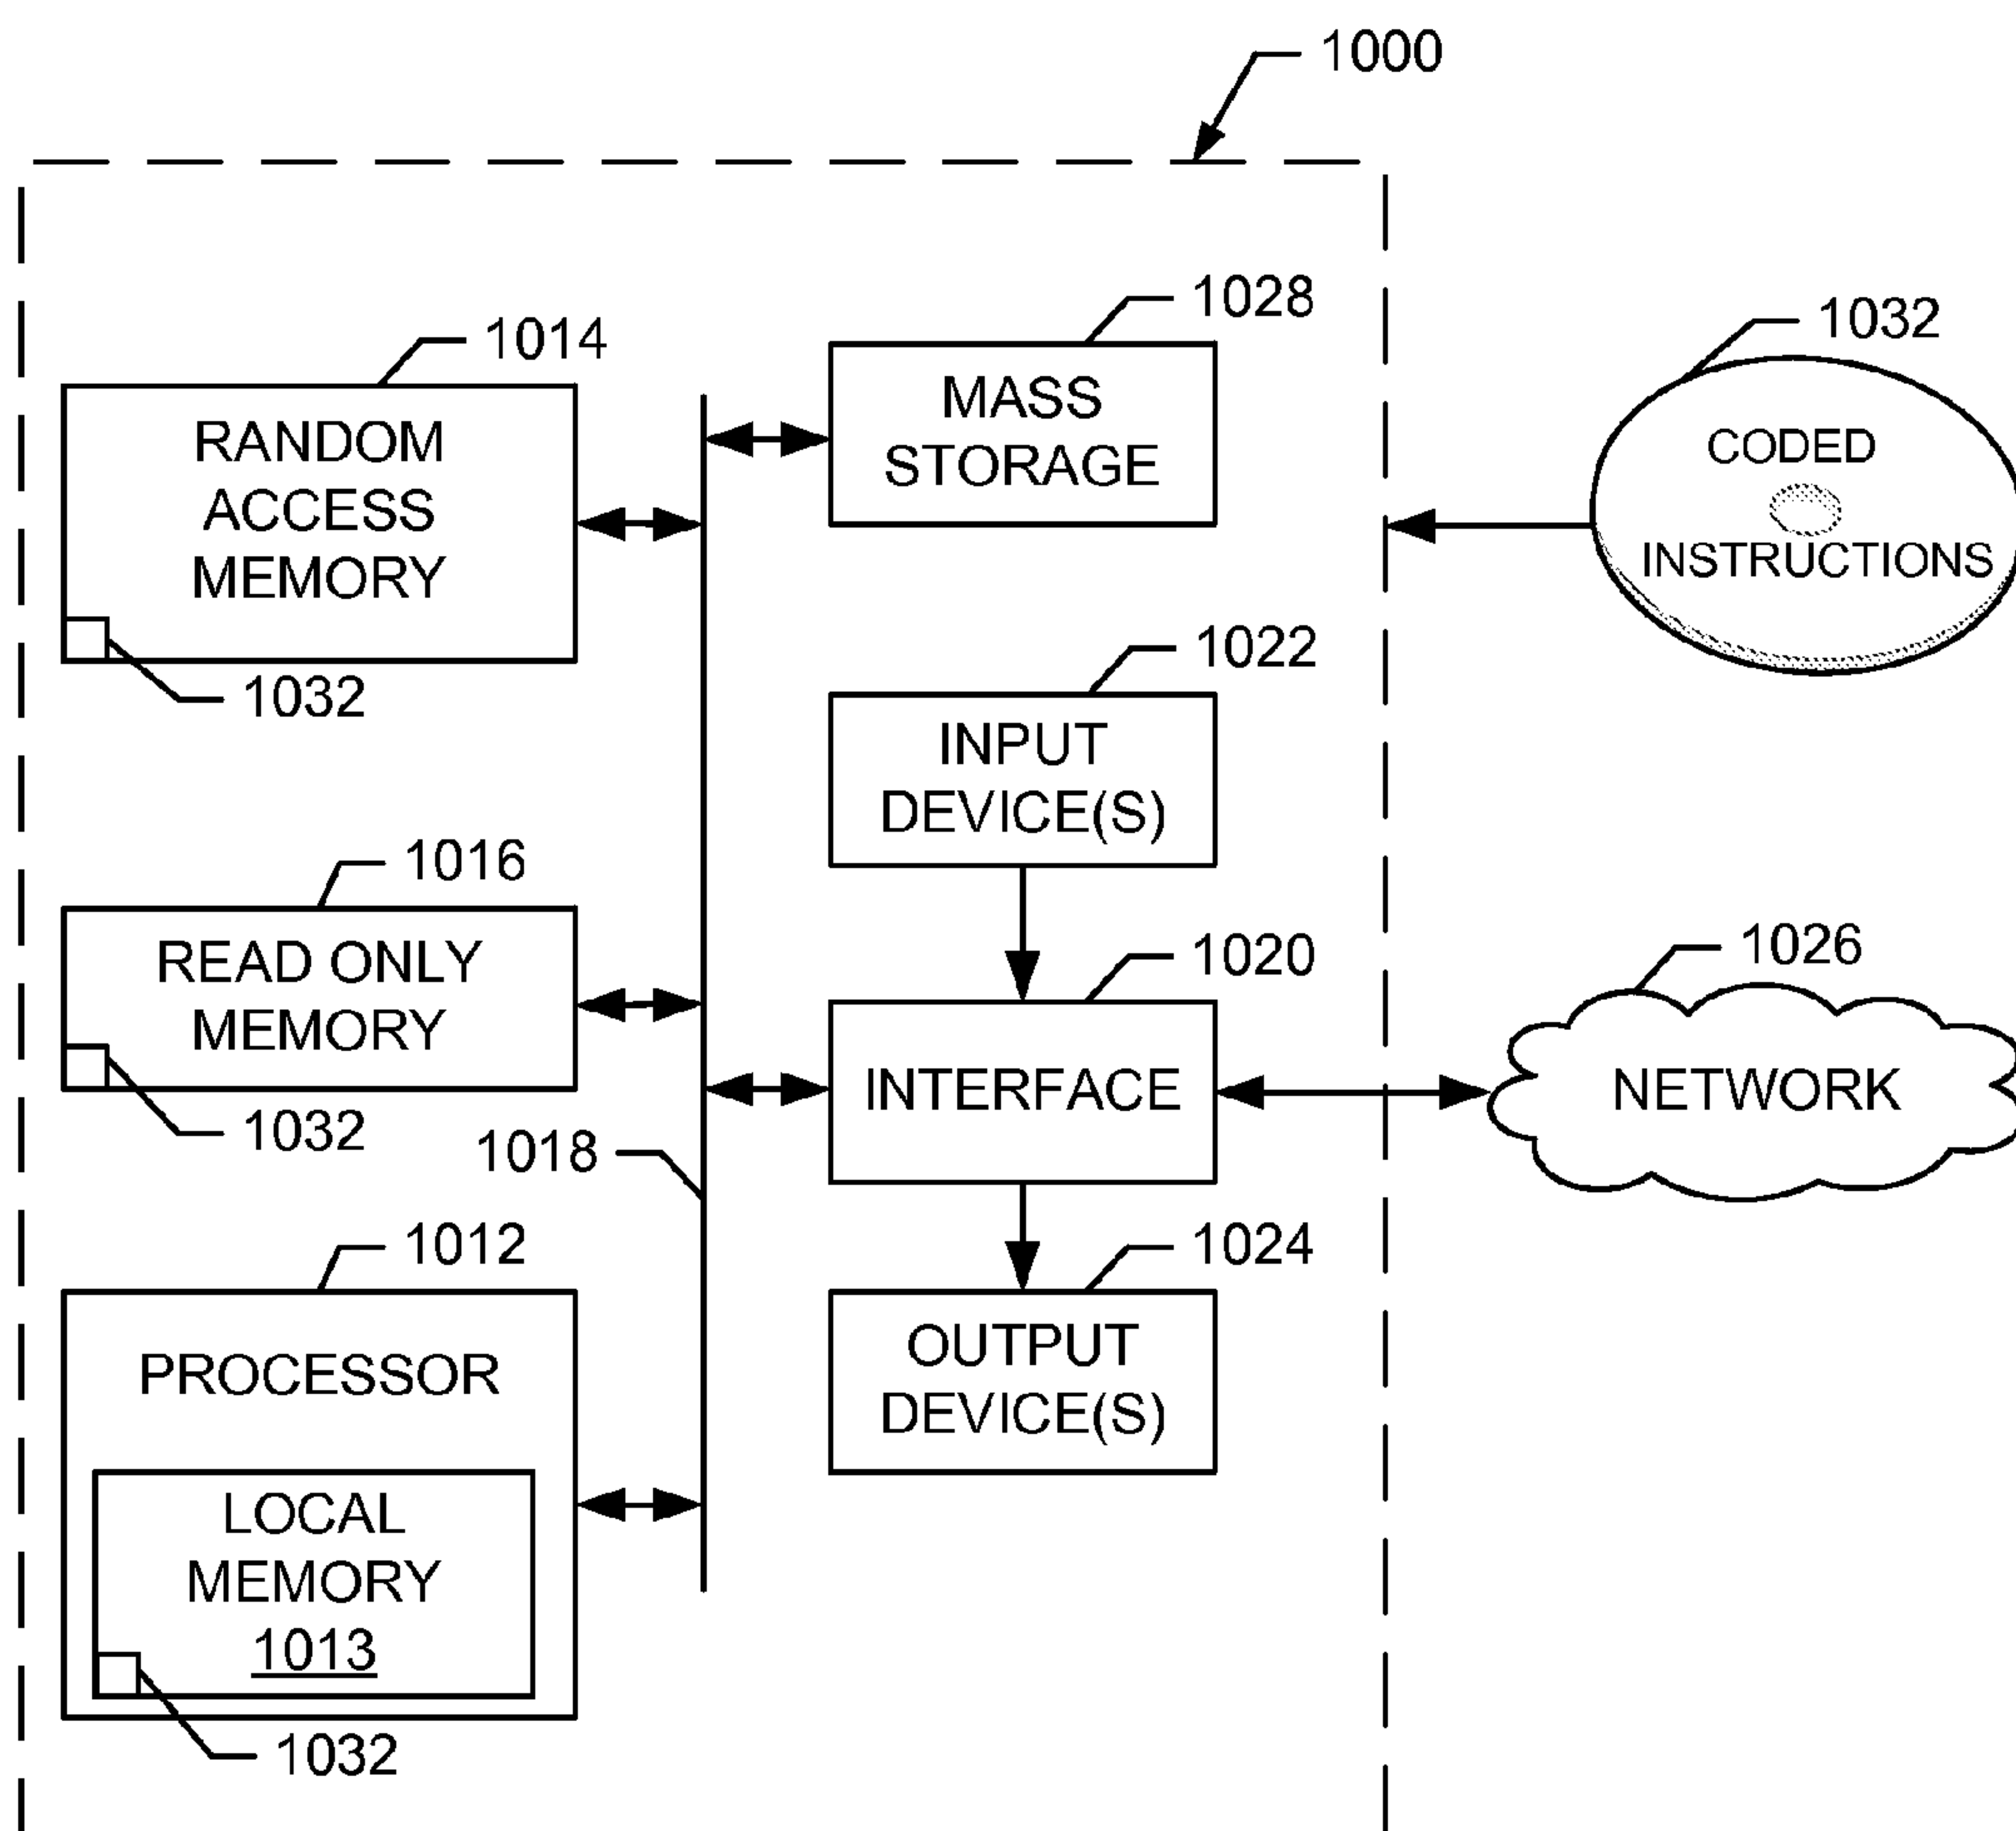 1000
1028
MASS
STORAGE
1032
CODED
INSTRUCTIONS
1014
RANDOM
ACCESS
MEMORY
1032
1022
INPUT
DEVICE(S)
1016
READ ONLY
MEMORY
1032
1018
1020
INTERFACE
1026
NETWORK
1012
PROCESSOR
LOCAL
MEMORY
1013
1032
1024
OUTPUT
DEVICE(S)